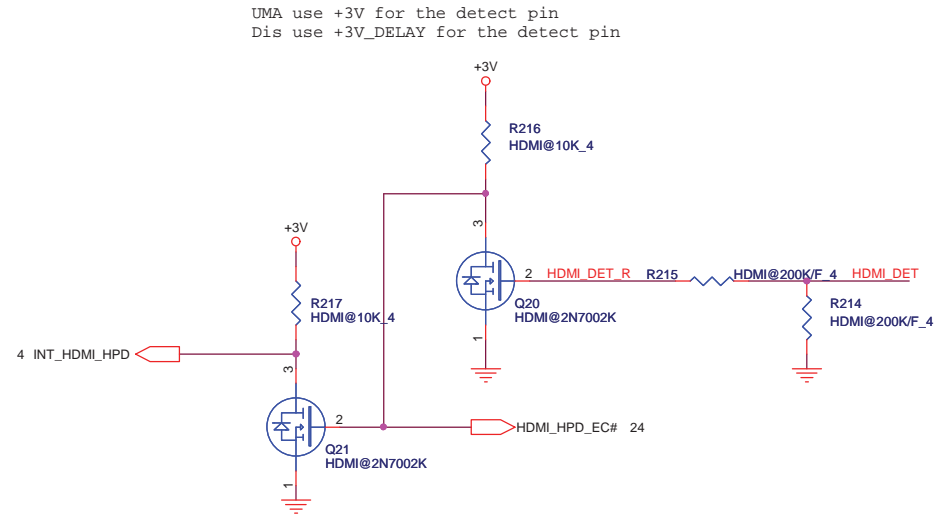 UMA use +3V for the detect pin
Dis use +3V_DELAY for the detect pin
+3V
R216
HDMI@10K_4
3
+3V
2 HDMI_DET_R R215 HDMI@200K/F_4 HDMI_DET
R217
HDMI@10K_4
Q20
HDMI@2N7002K
R214
HDMI@200K/F_4
1
4 INT_HDMI_HPD
3
2
HDMI_HPD_EC# 24
Q21
HDMI@2N7002K
1